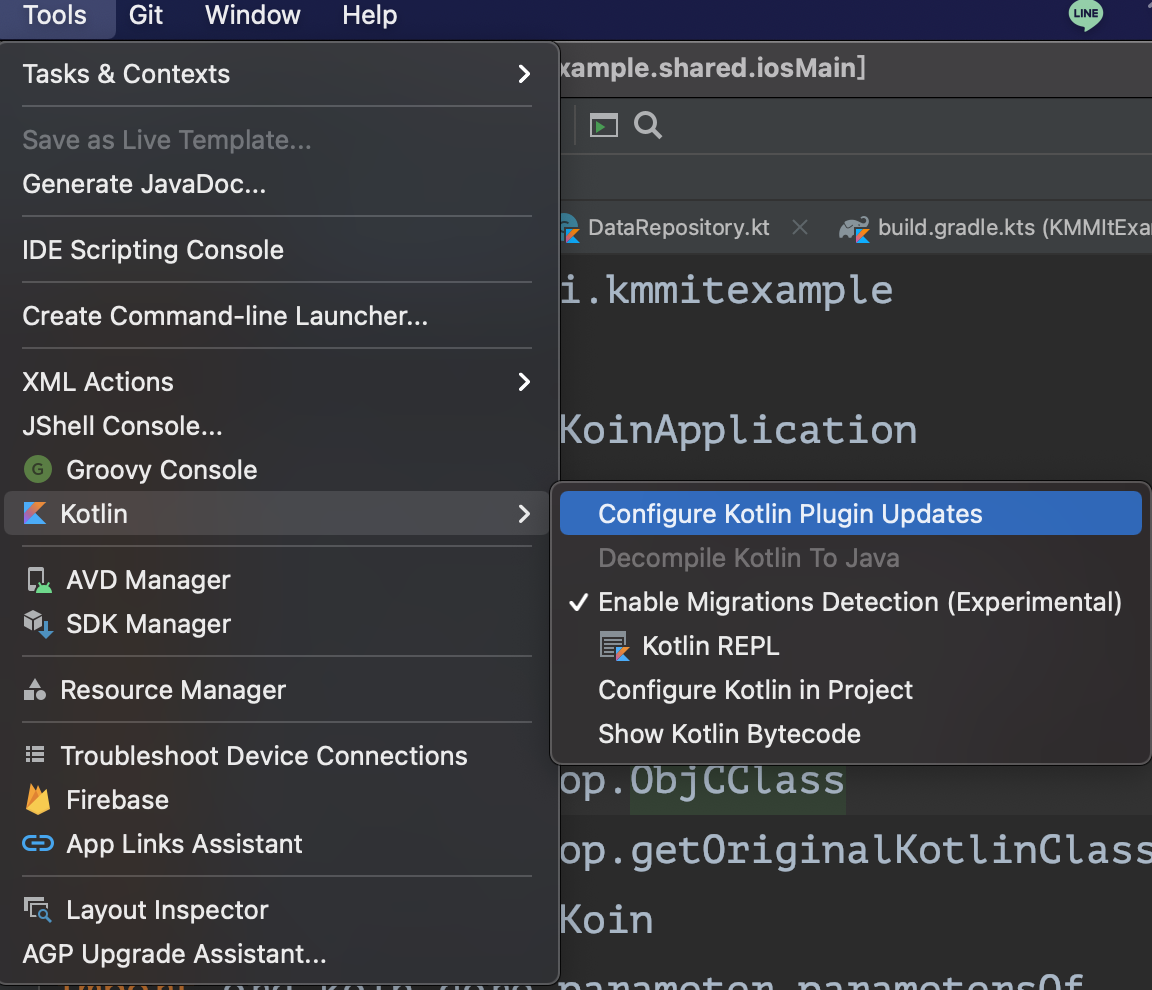 Tools Git Window Help
LINE
xample.shared.iosMain]
Tasks & Contexts
Save as Live Template...
Generate JavaDoc...
IDE Scripting Console
Create Command-line Launcher...
XML Actions
JShell Console...
G Groovy Console
Kotlin
AVD Manager
SDK Manager
Resource Manager
Troubleshoot Device Connections
Firebase
App Links Assistant
Layout Inspector
AGP Upgrade Assistant...
DataRepository.kt
build.gradle.kts (KMMItExa
i.kmmitexample
KoinApplication
Configure Kotlin Plugin Updates
Decompile Kotlin To Java
Enable Migrations Detection (Experimental)
Kotlin REPL
Configure Kotlin in Project
Show Kotlin Bytecode
op.ObjCClass
op.getOriginalKotlinClass
Koin
parametersOf